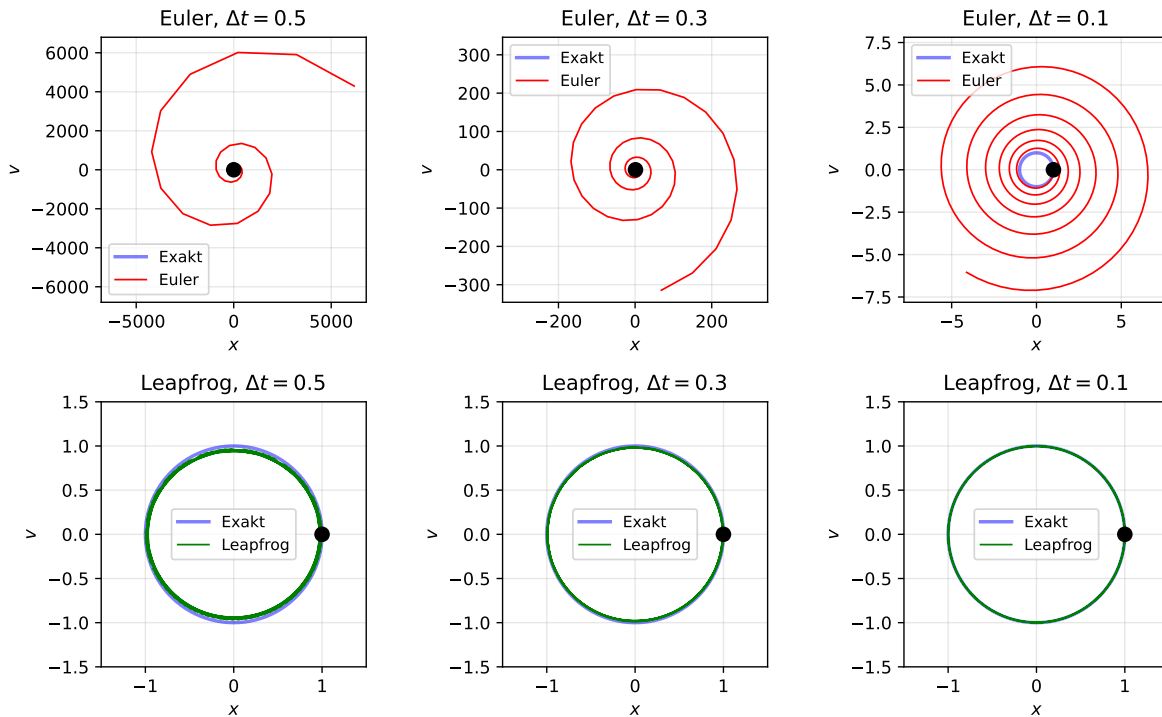 Euler, Δt = 0.5
6000
4000
2000
0
−2000
−4000
−6000
v
Exakt
Euler
−5000 0 5000
x
Euler, Δt = 0.3
300
200
100
0
−100
−200
−300
v
Exakt
Euler
−200 0 200
x
Euler, Δt = 0.1
7.5
5.0
2.5
0.0
−2.5
−5.0
−7.5
v
Exakt
Euler
−5 0 5
x
Leapfrog, Δt = 0.5
1.5
1.0
0.5
0.0
−0.5
−1.0
−1.5
v
Exakt
Leapfrog
−1 0 1
x
Leapfrog, Δt = 0.3
1.5
1.0
0.5
0.0
−0.5
−1.0
−1.5
v
Exakt
Leapfrog
−1 0 1
x
Leapfrog, Δt = 0.1
1.5
1.0
0.5
0.0
−0.5
−1.0
−1.5
v
Exakt
Leapfrog
−1 0 1
x